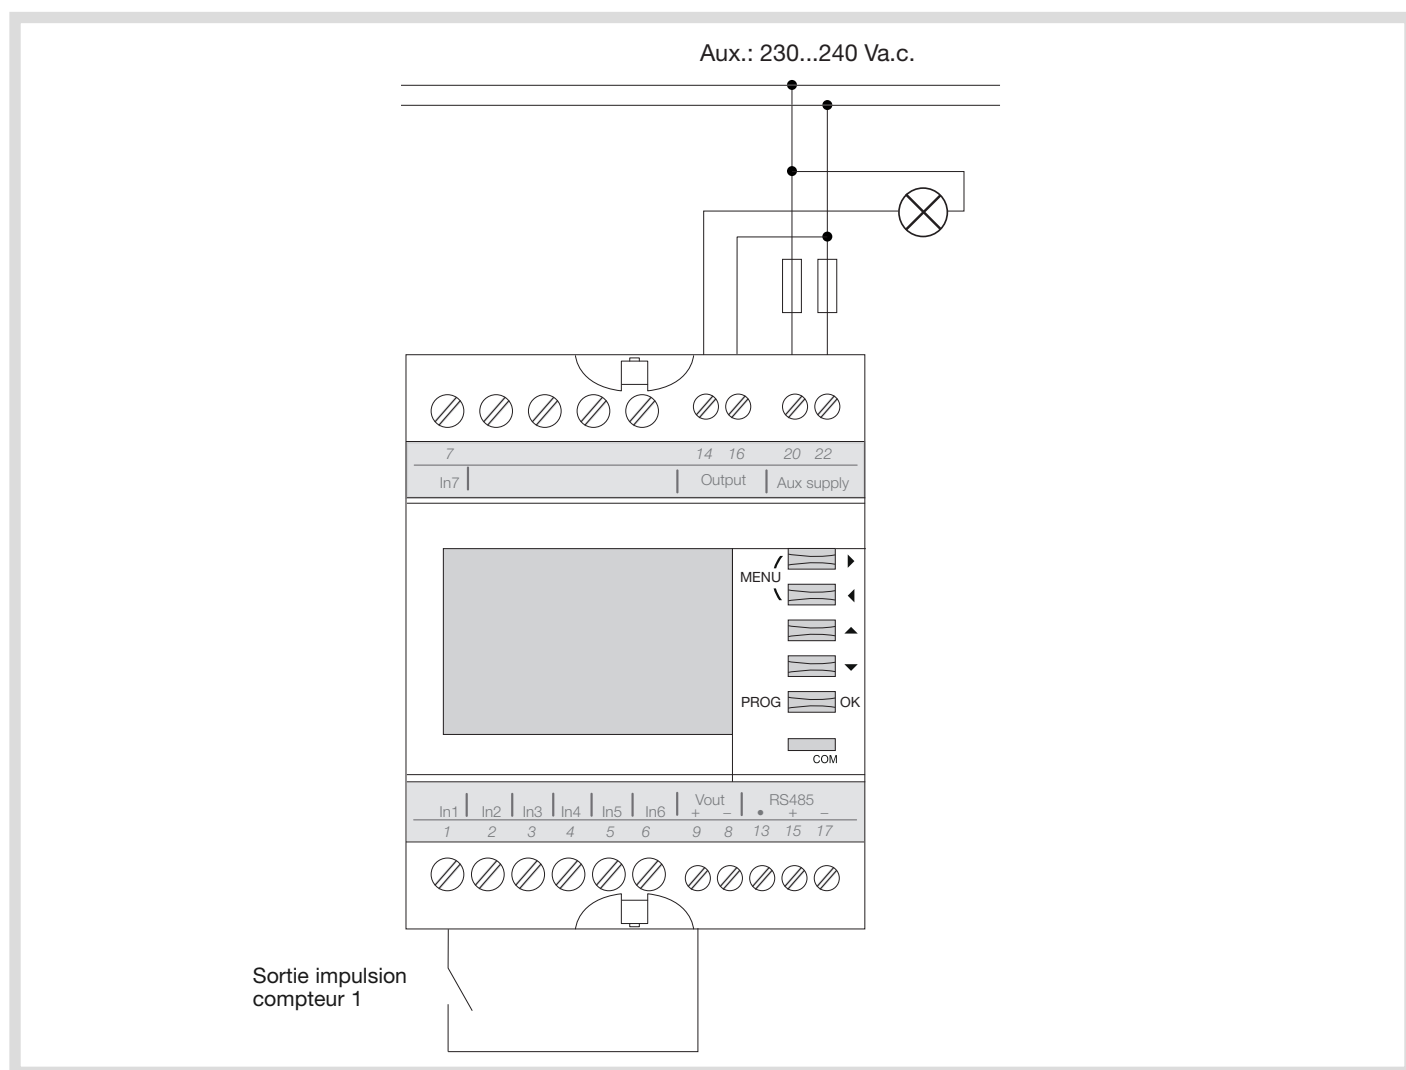 Aux.: 230...240 Va.c.
7 14 16 20 22
In7 Output Aux supply
MENU
PROG OK
COM
In1 In2 In3 In4 In5 In6 Vout RS485
+ – • + –
1 2 3 4 5 6 9 8 13 15 17
Sortie impulsion
compteur 1